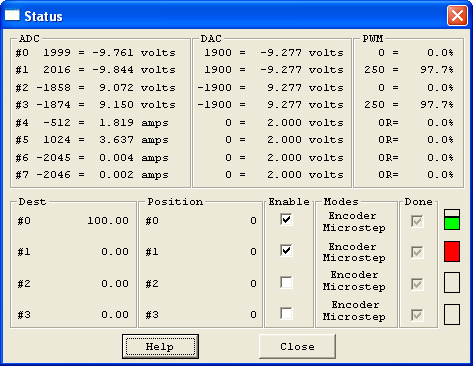 Status
ADC DAC PWM
#0 1999 = -9.761 volts 1900 = -9.277 volts 0 = 0.0%
#1 2016 = -9.844 volts 1900 = -9.277 volts 250 = 97.7%
#2 -1858 = 9.072 volts -1900 = 9.277 volts 0 = 0.0%
#3 -1874 = 9.150 volts -1900 = 9.277 volts 250 = 97.7%
#4 -512 = 1.819 amps 0 = 2.000 volts 0R= 0.0%
#5 1024 = 3.637 amps 0 = 2.000 volts 0R= 0.0%
#6 -2045 = 0.004 amps 0 = 2.000 volts 0R= 0.0%
#7 -2046 = 0.002 amps 0 = 2.000 volts 0R= 0.0%
Dest Position Enable Modes Done
#0 100.00 #0 0 Encoder
Microstep
#1 0.00 #1 0 Encoder
Microstep
#2 0.00 #2 0 Encoder
Microstep
#3 0.00 #3 0 Encoder
Microstep
Help Close